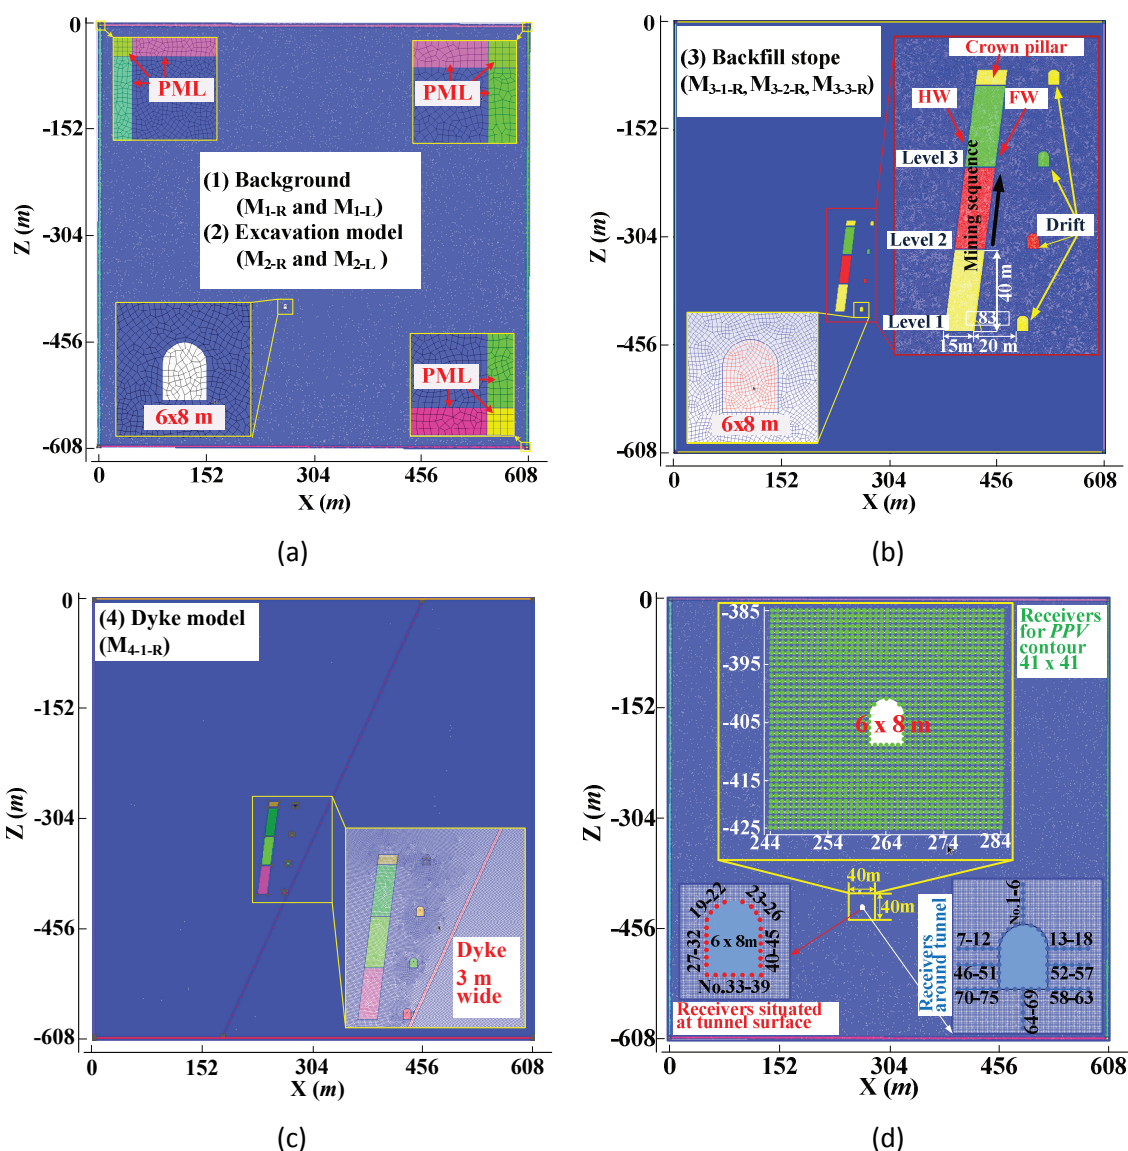 0
-152
-304
-456
-608
Z (m)
PML
PML
(1) Background
(M1-R and M1-L)
(2) Excavation model
(M2-R and M2-L )
6x8 m
PML
0
152
304
456
608
X (m)
(a)
0
-152
-304
-456
-608
Z (m)
(3) Backfill stope
(M3-1-R, M3-2-R, M3-3-R)
Crown pillar
HW
FW
Level 3
Mining sequence
Level 2
Drift
40 m
Level 1
83
15m
20 m
6x8 m
0
152
304
456
608
X (m)
(b)
0
-152
-304
-456
-608
Z (m)
(4) Dyke model
(M4-1-R)
Dyke
3 m
wide
0
152
304
456
608
X (m)
(c)
0
-152
-304
-456
-608
Z (m)
-385
-395
-405
-415
-425
6 x 8 m
244
254
264
274
284
Receivers
for PPV
contour
41 x 41
40m
40m
19-22
23-26
27-32
6 x 8m
40-45
No.33-39
Receivers situated
at tunnel surface
Receivers
around tunnel
No.1-6
7-12
13-18
46-51
52-57
70-75
64-69
58-63
0
152
304
456
608
X (m)
(d)